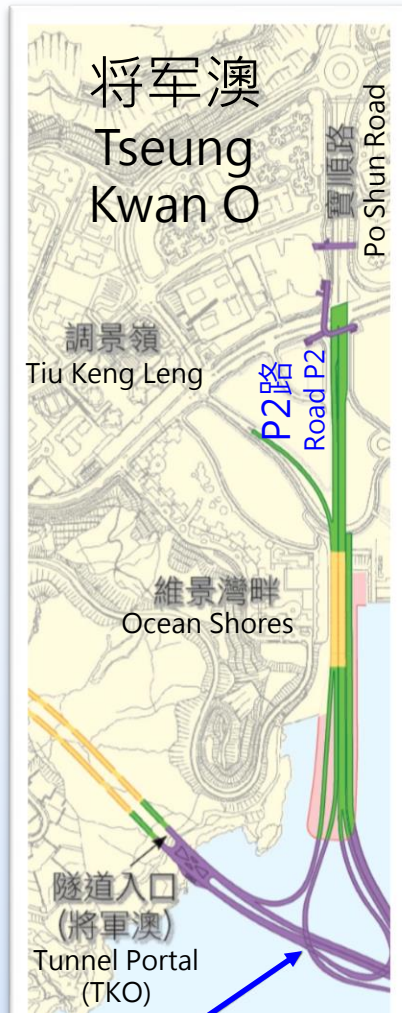 将军澳
Tseung
Kwan O
寶順路
Po Shun Road
調景嶺
Tiu Keng Leng
P2路
Road P2
維景灣畔
Ocean Shores
隧道入口
(將軍澳)
Tunnel Portal
(TKO)